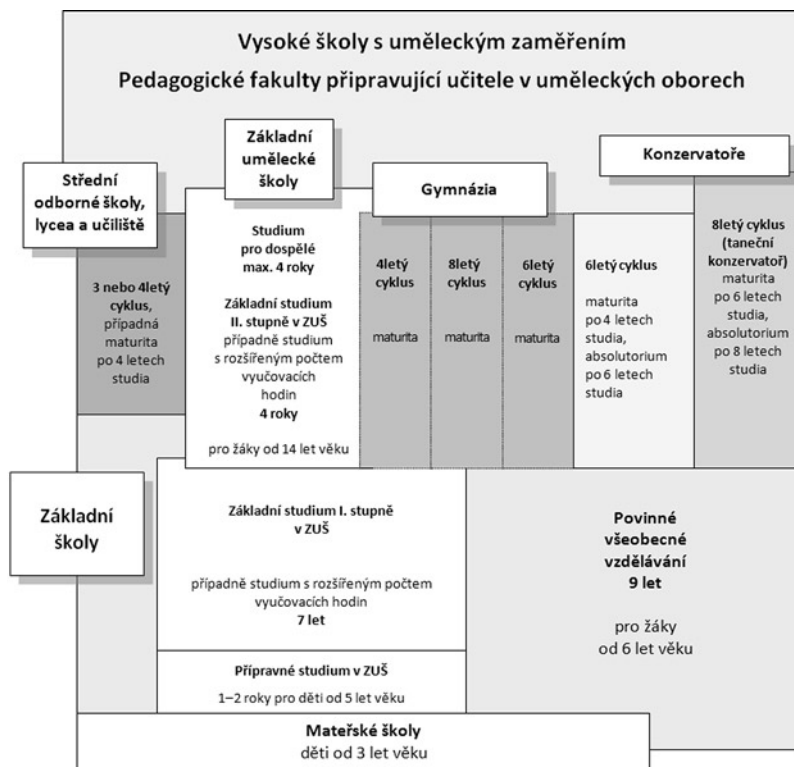 Vysoké školy s uměleckým zaměřením
Pedagogické fakulty připravující učitele v uměleckých oborech
Základní
umělecké
školy
Konzervatoře
Střední
odborné školy,
lycea a učiliště
Gymnázia
3 nebo 4letý
cyklus,
případná
maturita
po 4 letech
studia
Studium
pro dospělé
max. 4 roky
Základní studium
II. stupně v ZUŠ
případně studium
s rozšířeným počtem
vyučovacích
hodin
4 roky
pro žáky od 14 let věku
4letý
cyklus
maturita
8letý
cyklus
maturita
6letý
cyklus
maturita
6letý cyklus
maturita
po 4 letech
studia,
absolutorium
po 6 letech
studia
8letý cyklus
(taneční
konzervatoř)
maturita
po 6 letech
studia,
absolutorium
po 8 letech
studia
Základní
školy
Základní studium I. stupně
v ZUŠ
případně studium s rozšířeným počtem
vyučovacích hodin
7 let
Povinné
všeobecné
vzdělávání
9 let
pro žáky
od 6 let věku
Přípravné studium v ZUŠ
1–2 roky pro děti od 5 let věku
Mateřské školy
děti od 3 let věku